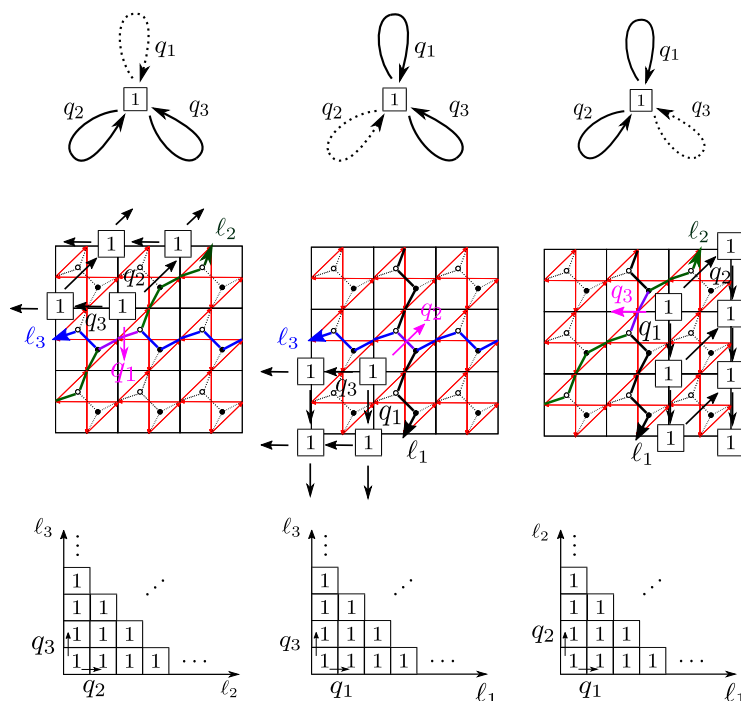 q₁ q₁ q₁
q₂ q₃ q₂ q₃ q₂ q₃
1 1 1
1 1 ℓ₂ ℓ₂ 1
q₂ q₂
1 1 q₃ 1 1
q₃ q₂ q₁
ℓ₃ ℓ₃
q₁ 1 1 1 1
q₃
q₁
1 1 1 1
ℓ₁ ℓ₁
ℓ₃ ℓ₃ ℓ₂
1 1 1
1 1 1 1 1 1
1 1 1 1 1 1 1 1 1
q₃ q₃ q₂
1 1 1 1 1 1 1 1 1 1 1 1
q₂ ℓ₂ q₁ ℓ₁ q₁ ℓ₁